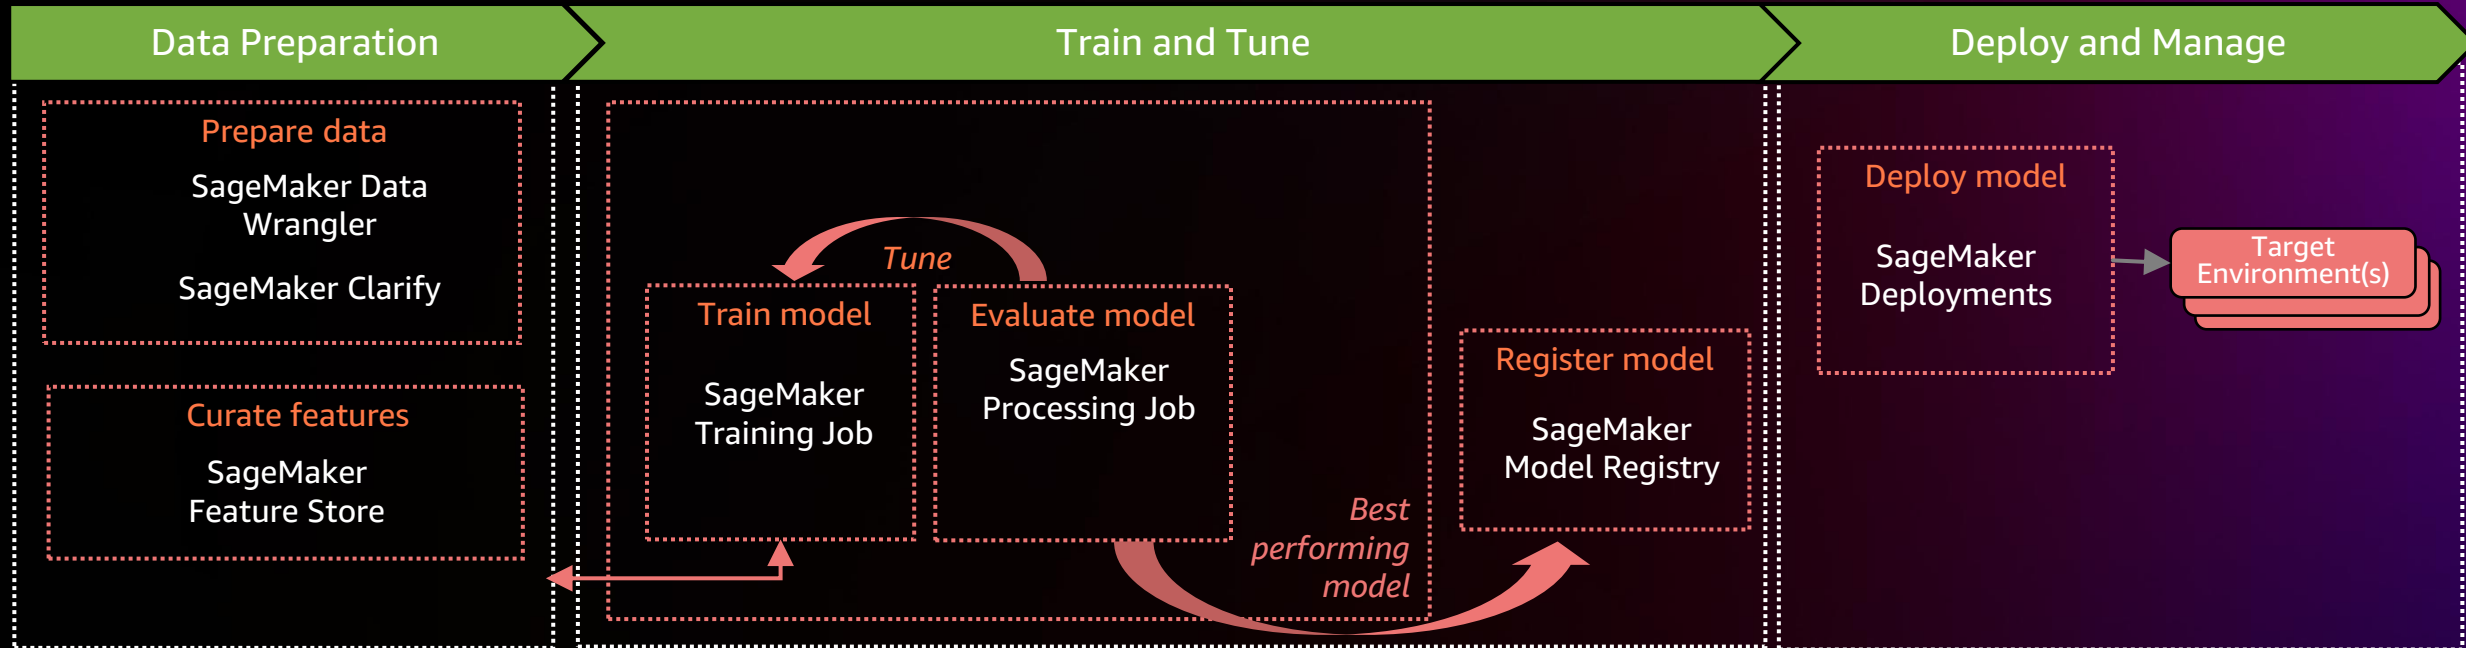 Data Preparation
Train and Tune
Deploy and Manage
Prepare data
SageMaker Data
Wrangler
SageMaker Clarify
Curate features
SageMaker
Feature Store
Tune
Train model
SageMaker
Training Job
Evaluate model
SageMaker
Processing Job
Best
performing
model
Register model
SageMaker
Model Registry
Deploy model
SageMaker
Deployments
Target
Environment(s)